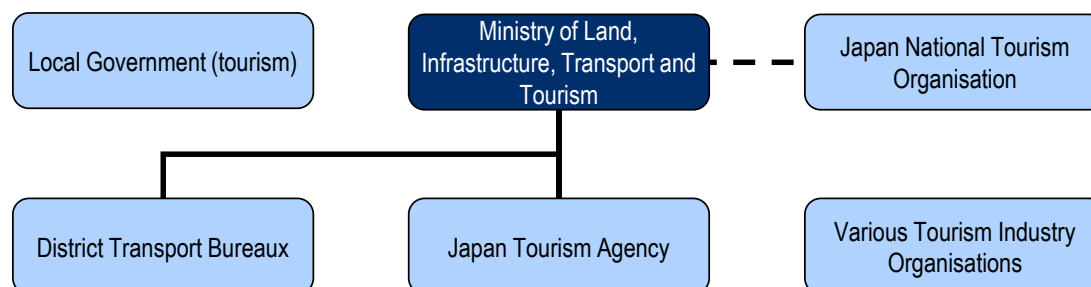 Local Government (tourism)
Ministry of Land,
Infrastructure, Transport and
Tourism
Japan National Tourism
Organisation
District Transport Bureaux
Japan Tourism Agency
Various Tourism Industry
Organisations